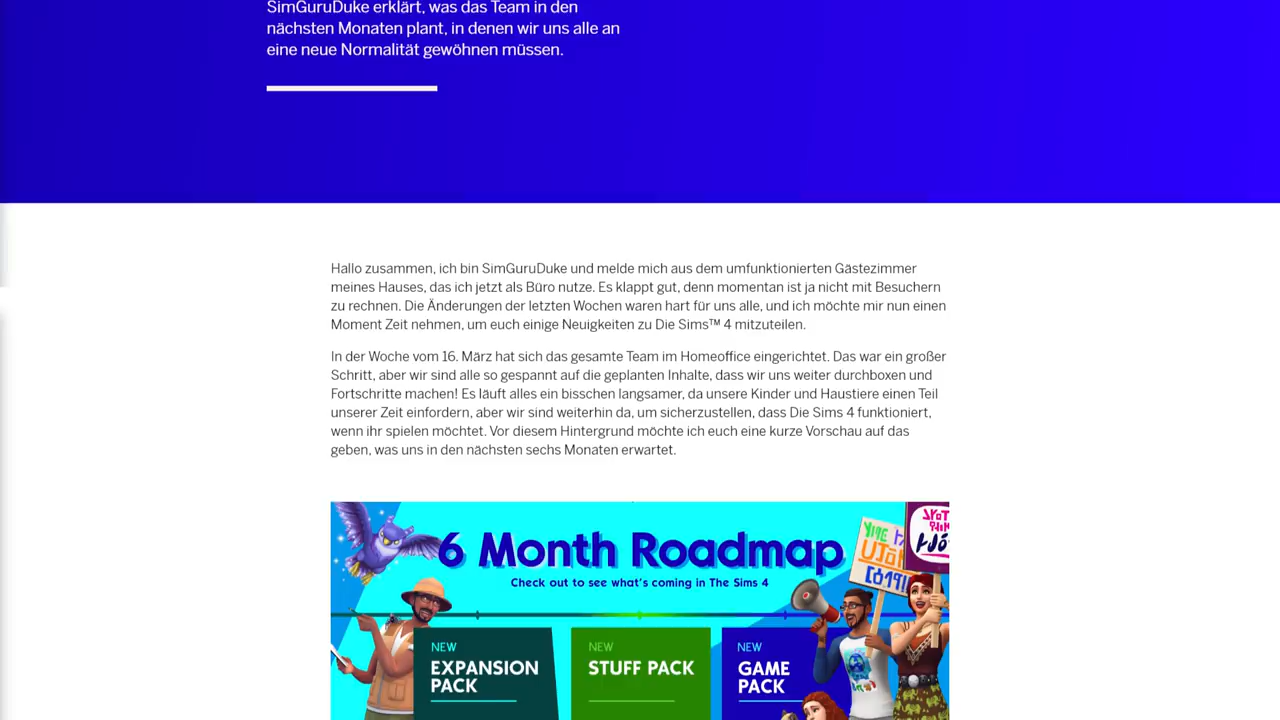 SimGuruDuke erklärt, was das Team in den
nächsten Monaten plant, in denen wir uns alle an
eine neue Normalität gewöhnen müssen.
Hallo zusammen, ich bin SimGuruDuke und melde mich aus dem umfunktionierten Gästezimmer
meines Hauses, das ich jetzt als Büro nutze. Es klappt gut, denn momentan ist ja nicht mit Besuchern
zu rechnen. Die Änderungen der letzten Wochen waren hart für uns alle, und ich möchte mir nun einen
Moment Zeit nehmen, um euch einige Neuigkeiten zu Die Sims™ 4 mitzuteilen.
In der Woche vom 16. März hat sich das gesamte Team im Homeoffice eingerichtet. Das war ein großer
Schritt, aber wir sind alle so gespannt auf die geplanten Inhalte, dass wir uns weiter durchboxen und
Fortschritte machen! Es läuft alles ein bisschen langsamer, da unsere Kinder und Haustiere einen Teil
unserer Zeit einfordern, aber wir sind weiterhin da, um sicherzustellen, dass Die Sims 4 funktioniert,
wenn ihr spielen möchtet. Vor diesem Hintergrund möchte ich euch eine kurze Vorschau auf das
geben, was uns in den nächsten sechs Monaten erwartet.
6 Month Roadmap
Check out to see what's coming in The Sims 4
NEW
EXPANSION
PACK
NEW
STUFF PACK
NEW
GAME
PACK